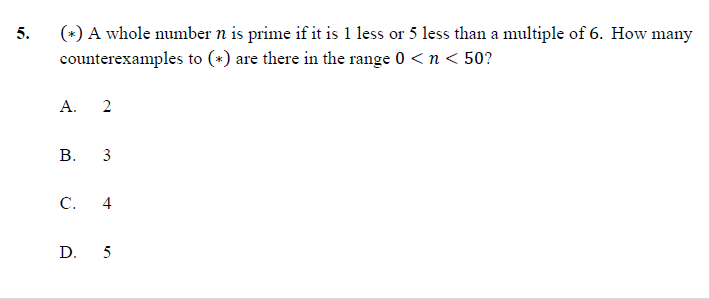 5. (*) A whole number n is prime if it is 1 less or 5 less than a multiple of 6. How many
counterexamples to (*) are there in the range 0 < n < 50?
A. 2
B. 3
C. 4
D. 5